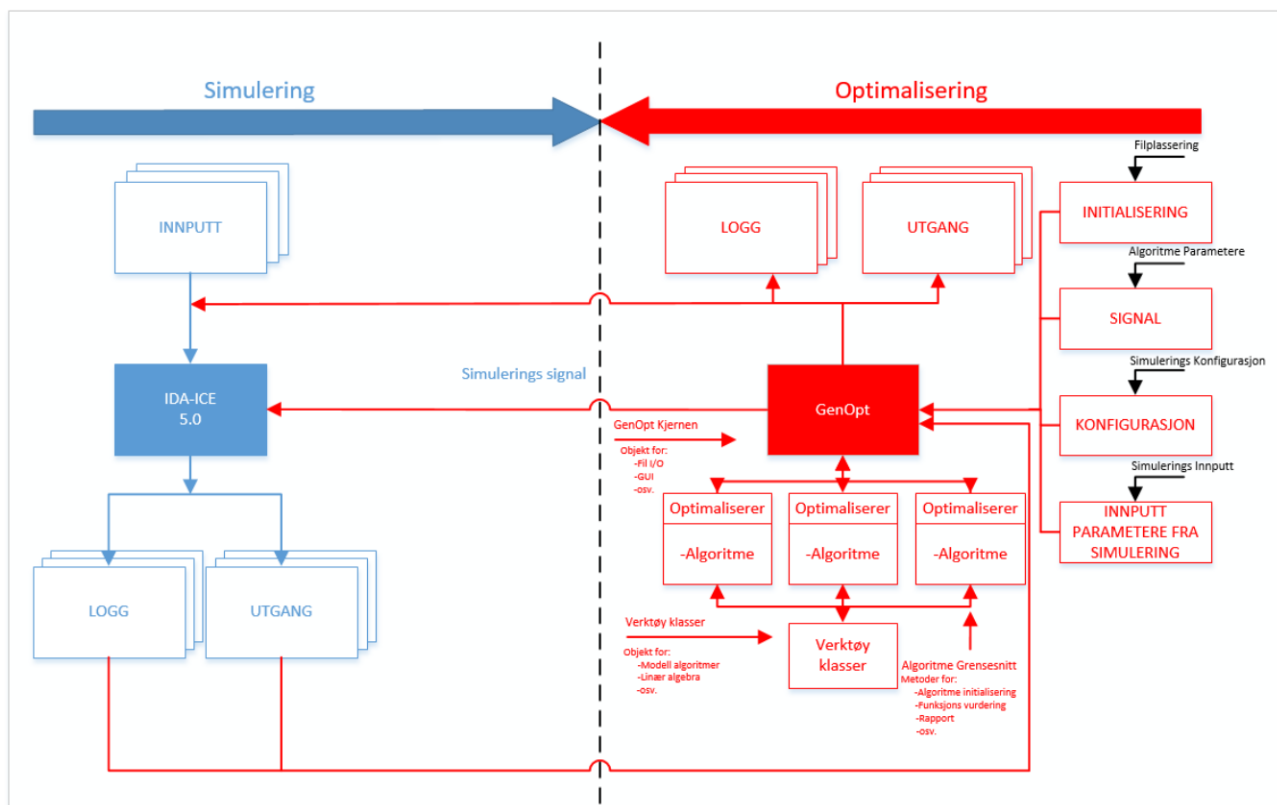 Simulering
Optimalisering
Filplassering
INNPUTT
LOGG
UTGANG
INITIALISERING
Algoritme Parametere
SIGNAL
Simulerings Konfigurasjon
IDA-ICE
5.0
Simulerings signal
GenOpt
KONFIGURASJON
GenOpt Kjernen
Objekt for:
-Fil I/O
-GUI
-osv.
Simulerings Innputt
INNPUTT
PARAMETERE FRA
SIMULERING
Optimaliserer
-Algoritme
Optimaliserer
-Algoritme
Optimaliserer
-Algoritme
LOGG
UTGANG
Verktøy klasser
Objekt for:
-Modell algoritmer
-Linær algebra
-osv.
Verktøy
klasser
Algoritme Grensesnitt
Metoder for:
-Algoritme initialisering
-Funksjons vurdering
-Rapport
-osv.